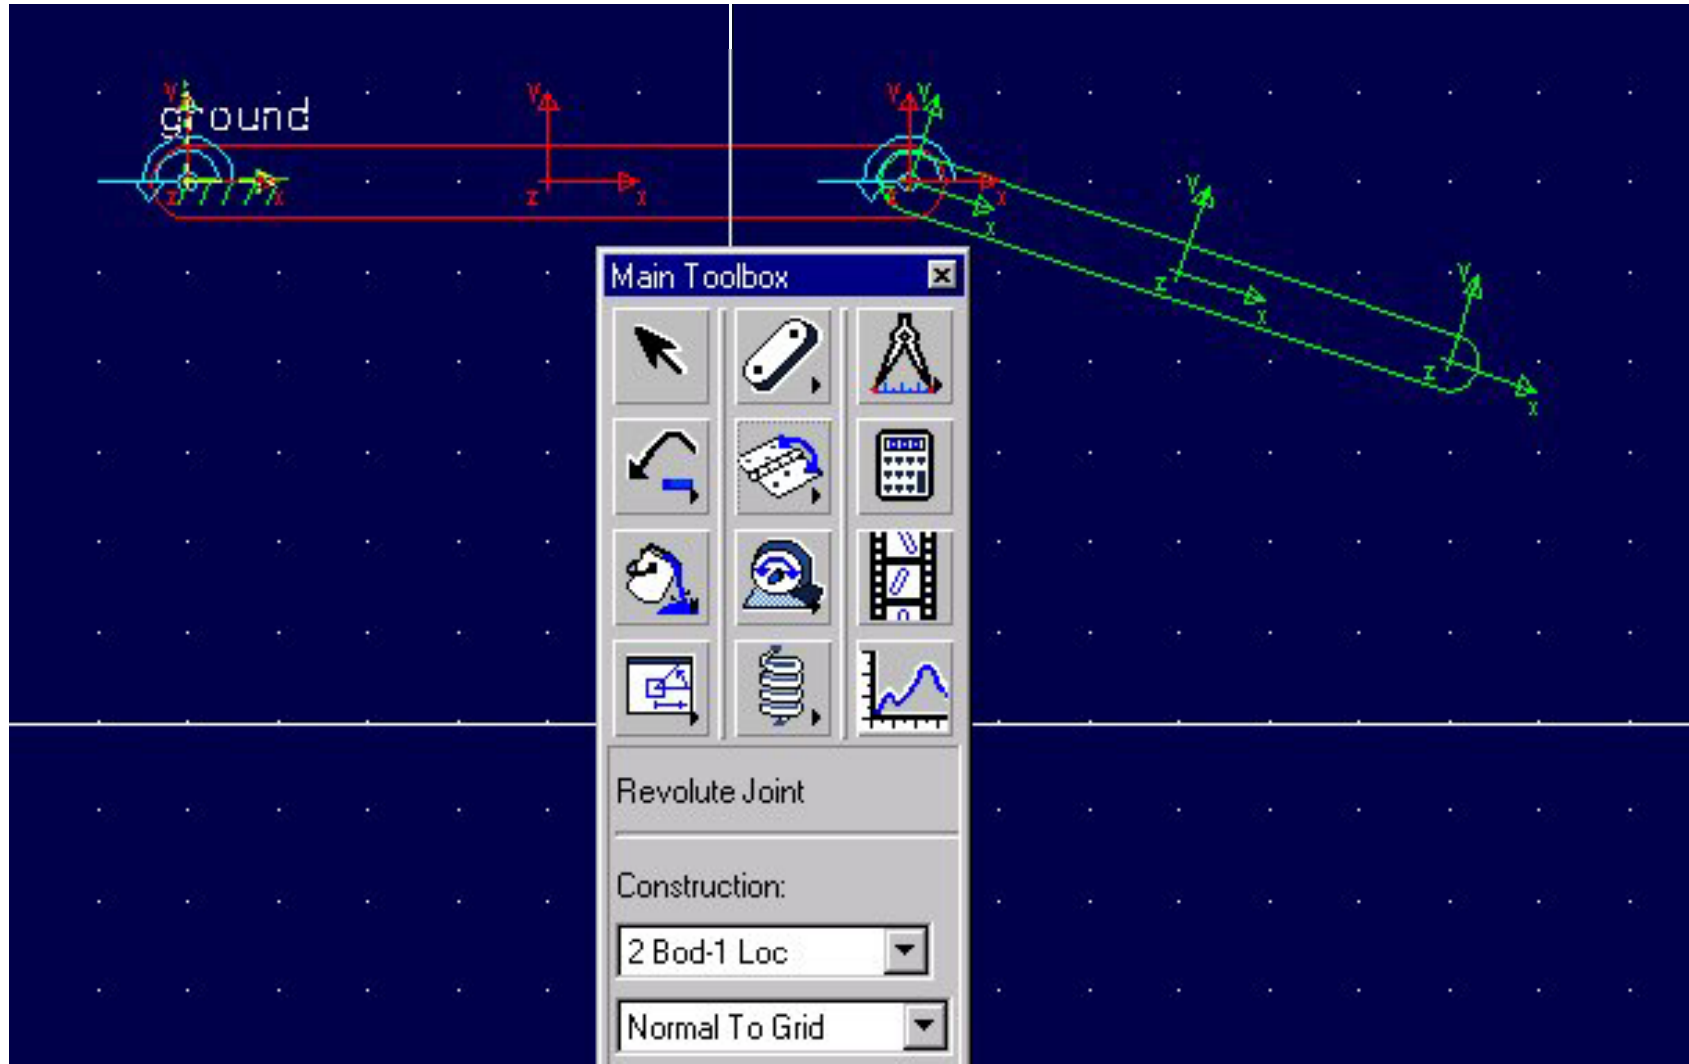 Y Y Y Y
ground
z x z x z x
x
Y
z x
Y
z x
Main Toolbox
Revolute Joint
Construction:
2 Bod-1 Loc
Normal To Grid